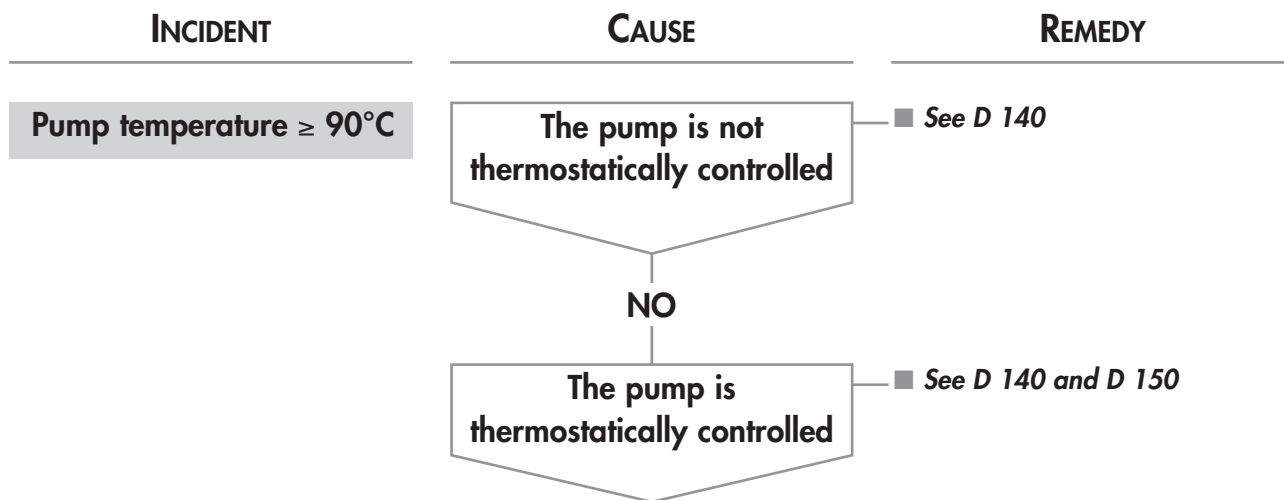 INCIDENT
CAUSE
REMEDY
Pump temperature ≥ 90°C
The pump is not
thermostatically controlled
■ See D 140
NO
The pump is
thermostatically controlled
■ See D 140 and D 150